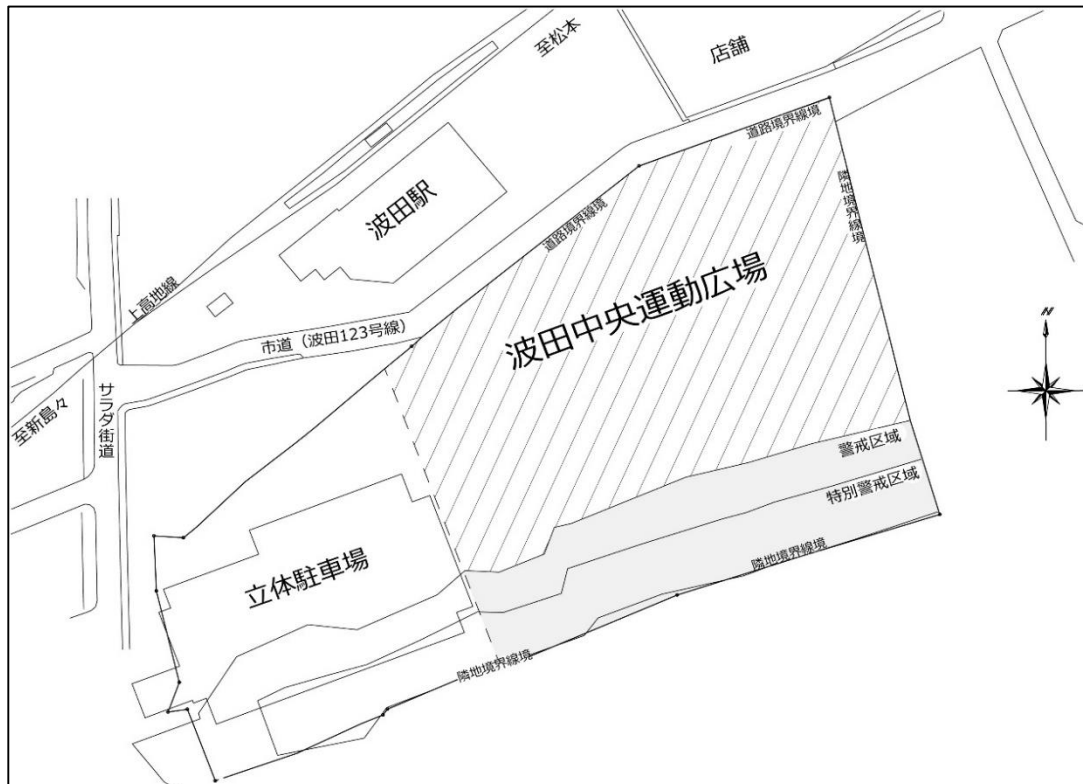 至松本
店舗
道路境界線境
隣地境界線境
波田駅
道路境界線境
上高地線
波田中央運動広場
市道（波田123号線）
N
至新島々
サラダ街道
警戒区域
特別警戒区域
立体駐車場
隣地境界線境
隣地境界線境